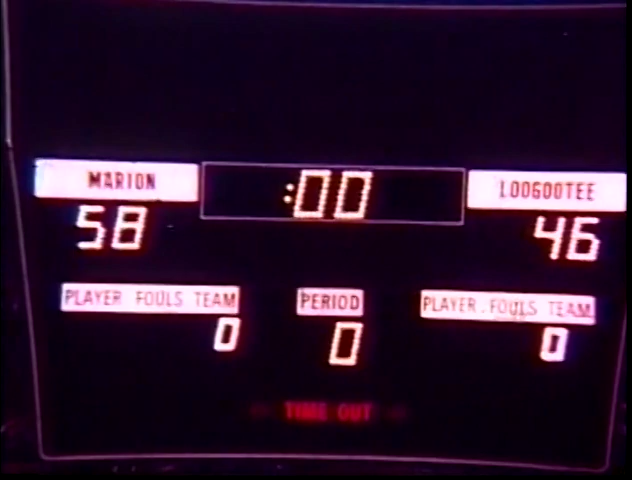 MARION :00 LOOGOOTEE
58 46
PLAYER FOULS TEAM PERIOD PLAYER FOULS TEAM
0 0 0
TIME OUT